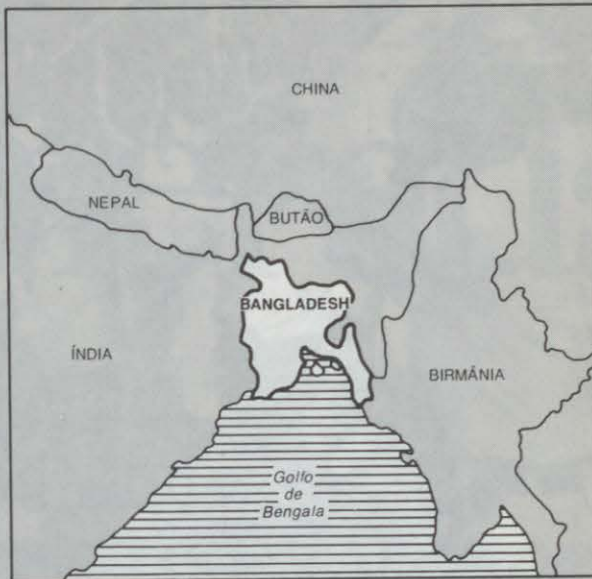 CHINA
NEPAL
BUTÃO
BANGLADESH
ÍNDIA
BIRMÂNIA
Golfo
de
Bengala